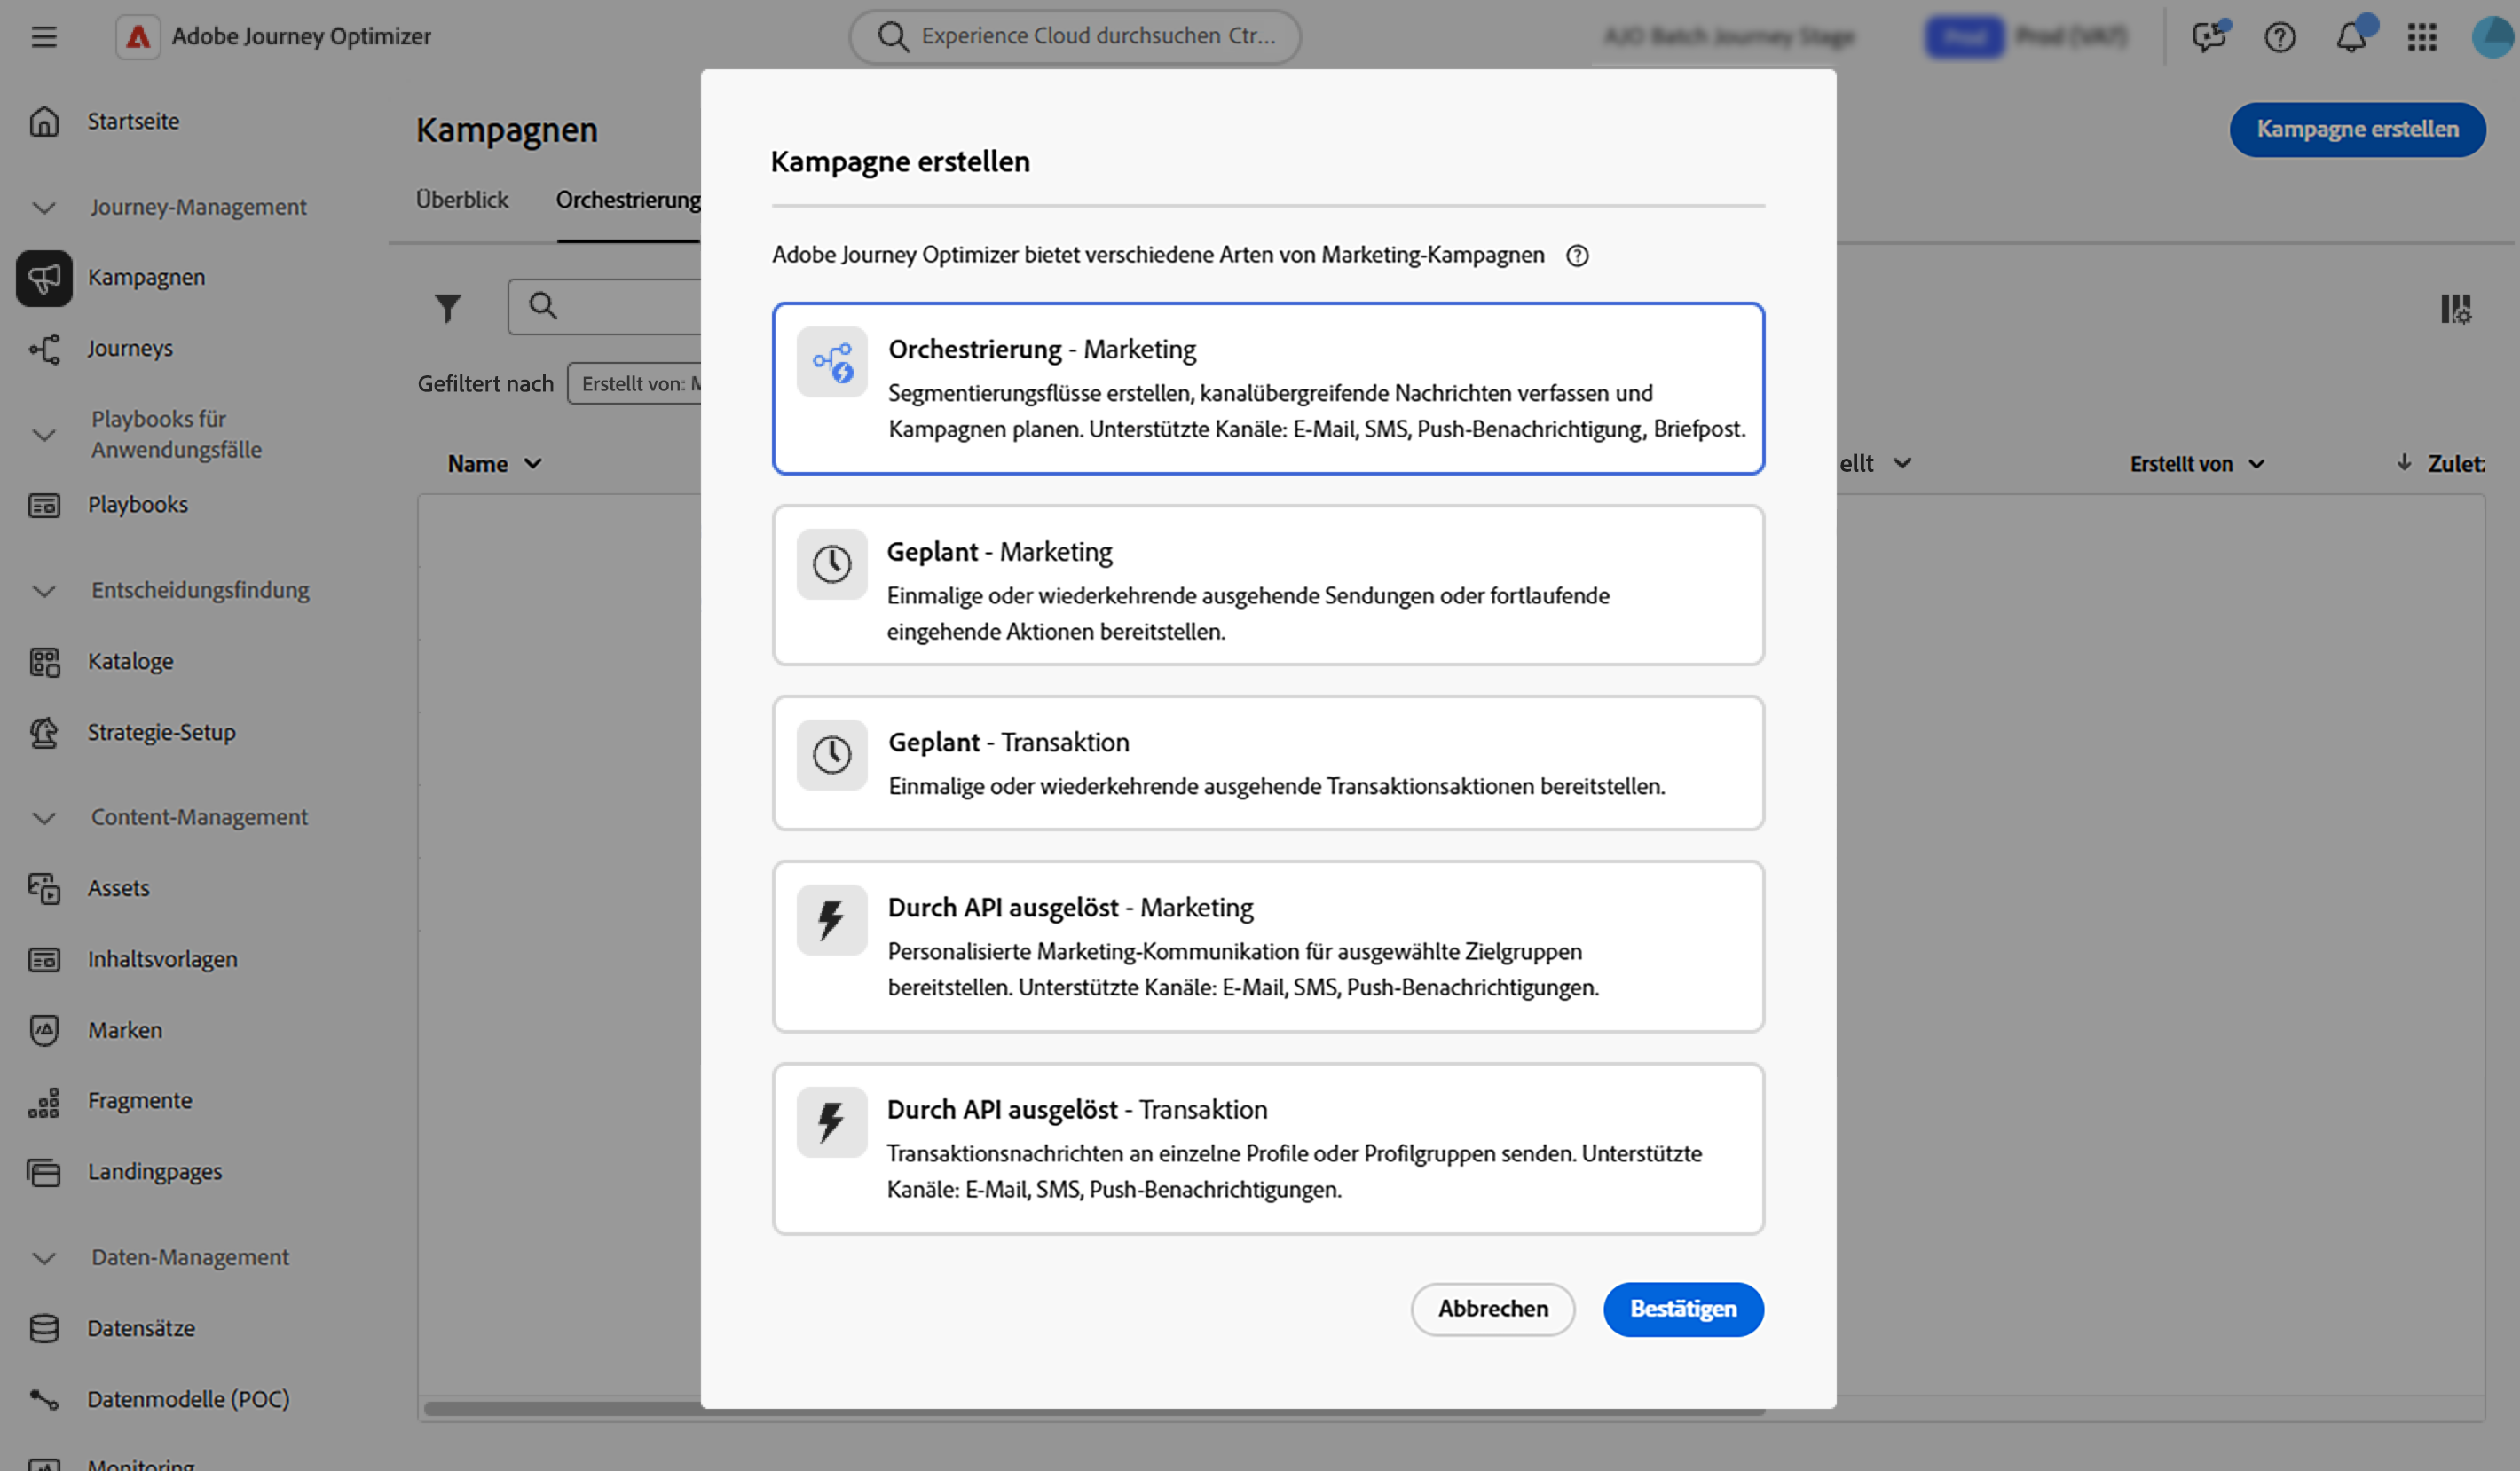 Adobe Journey Optimizer
Experience Cloud durchsuchen Ctr...
Startseite
Journey-Management
Kampagnen
Journeys
Playbooks für
Anwendungsfälle
Playbooks
Entscheidungsfindung
Kataloge
Strategie-Setup
Content-Management
Assets
Inhaltsvorlagen
Marken
Fragmente
Landingpages
Daten-Management
Datensätze
Datenmodelle (POC)
Monitoring
Kampagnen
Kampagne erstellen
Überblick
Orchestrierung
Gefiltert nach
Erstellt von: M
Name
ellt
Erstellt von
Zuletz
Kampagne erstellen
Adobe Journey Optimizer bietet verschiedene Arten von Marketing-Kampagnen
Orchestrierung - Marketing
Segmentierungsflüsse erstellen, kanalübergreifende Nachrichten verfassen und
Kampagnen planen. Unterstützte Kanäle: E-Mail, SMS, Push-Benachrichtigung, Briefpost.
Geplant - Marketing
Einmalige oder wiederkehrende ausgehende Sendungen oder fortlaufende
eingehende Aktionen bereitstellen.
Geplant - Transaktion
Einmalige oder wiederkehrende ausgehende Transaktionsaktionen bereitstellen.
Durch API ausgelöst - Marketing
Personalisierte Marketing-Kommunikation für ausgewählte Zielgruppen
bereitstellen. Unterstützte Kanäle: E-Mail, SMS, Push-Benachrichtigungen.
Durch API ausgelöst - Transaktion
Transaktionsnachrichten an einzelne Profile oder Profilgruppen senden. Unterstützte
Kanäle: E-Mail, SMS, Push-Benachrichtigungen.
Abbrechen
Bestätigen